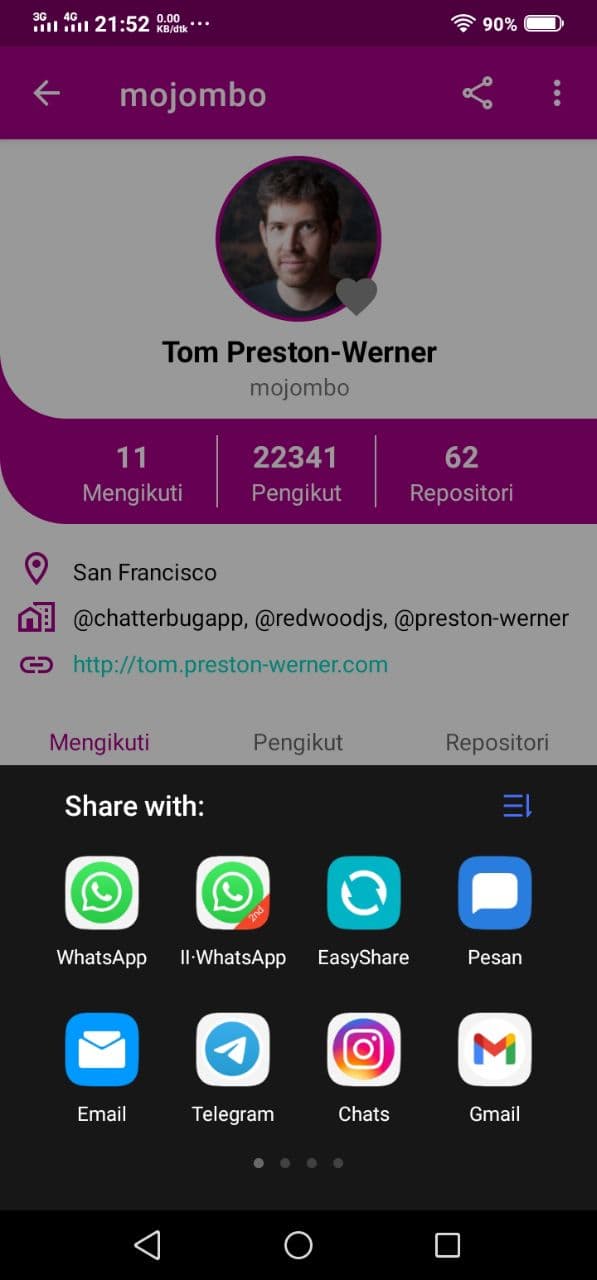 3G 4G 21:52 0.00 KB/dtk ... 90%
mojombo
Tom Preston-Werner
mojombo
11 22341 62
Mengikuti Pengikut Repositori
San Francisco
@chatterbugapp, @redwoodjs, @preston-werner
http://tom.preston-werner.com
Mengikuti Pengikut Repositori
Share with:
2nd
WhatsApp II·WhatsApp EasyShare Pesan
Email Telegram Chats Gmail